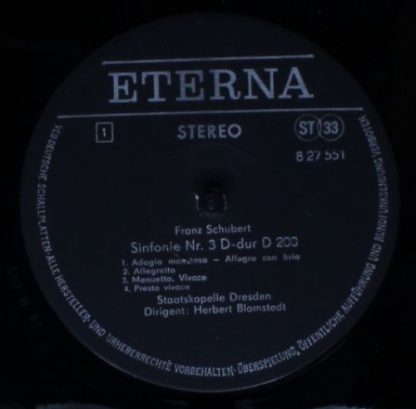 ETERNA
1
STEREO
ST 33
8 27 551
Franz Schubert
Sinfonie Nr. 3 D-dur D 200
1. Adagio maestoso – Allegro con brio
2. Allegretto
3. Menuetto. Vivace
4. Presto vivace
Staatskapelle Dresden
Dirigent: Herbert Blomstedt
VEB DEUTSCHE SCHALLPLATTEN · ALLE HERSTELLER- UND URHEBERRECHTE VORBEHALTEN · ÜBERSPIELUNG, ÖFFENTLICHE AUFFÜHRUNG UND FUNKSENDUNG VERBOTEN